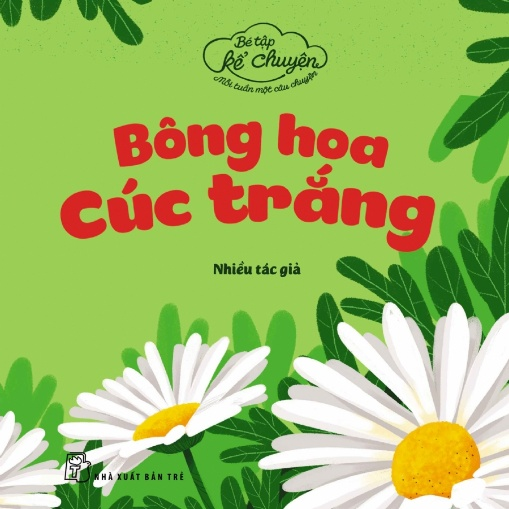 Bé tập
kể chuyện
Mỗi tuần một câu chuyện
Bông hoa
Cúc trắng
Nhiều tác giả
NHÀ XUẤT BẢN TRẺ